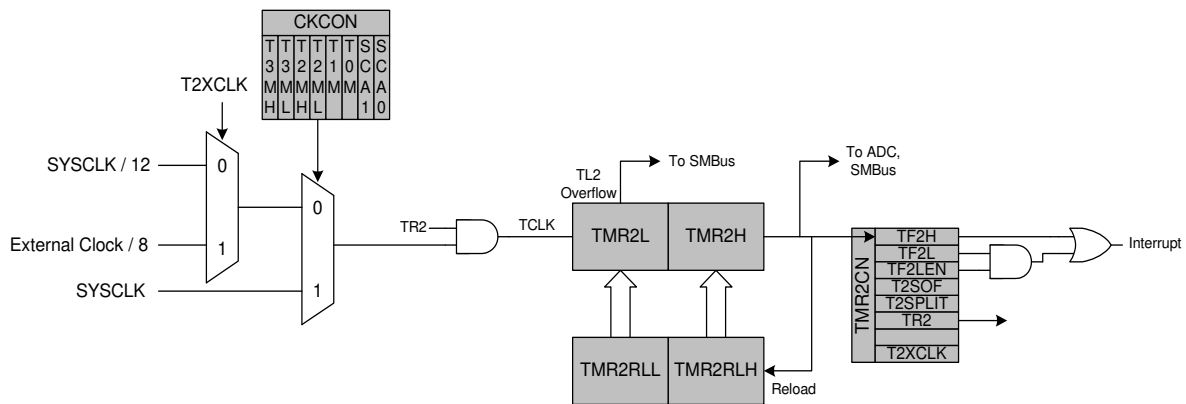 CKCON
T3MH T3ML T2MH T2ML T1M T0M SCA1 SCA0
T2XCLK
SYSCLK / 12
0
External Clock / 8
1
SYSCLK
0
1
TR2
TCLK
TL2
Overflow
To SMBus
To ADC,
SMBus
TMR2L
TMR2H
TMR2RLL
TMR2RLH
Reload
TMR2CN
TF2H
TF2L
TF2LEN
T2SOF
T2SPLIT
TR2
T2XCLK
Interrupt